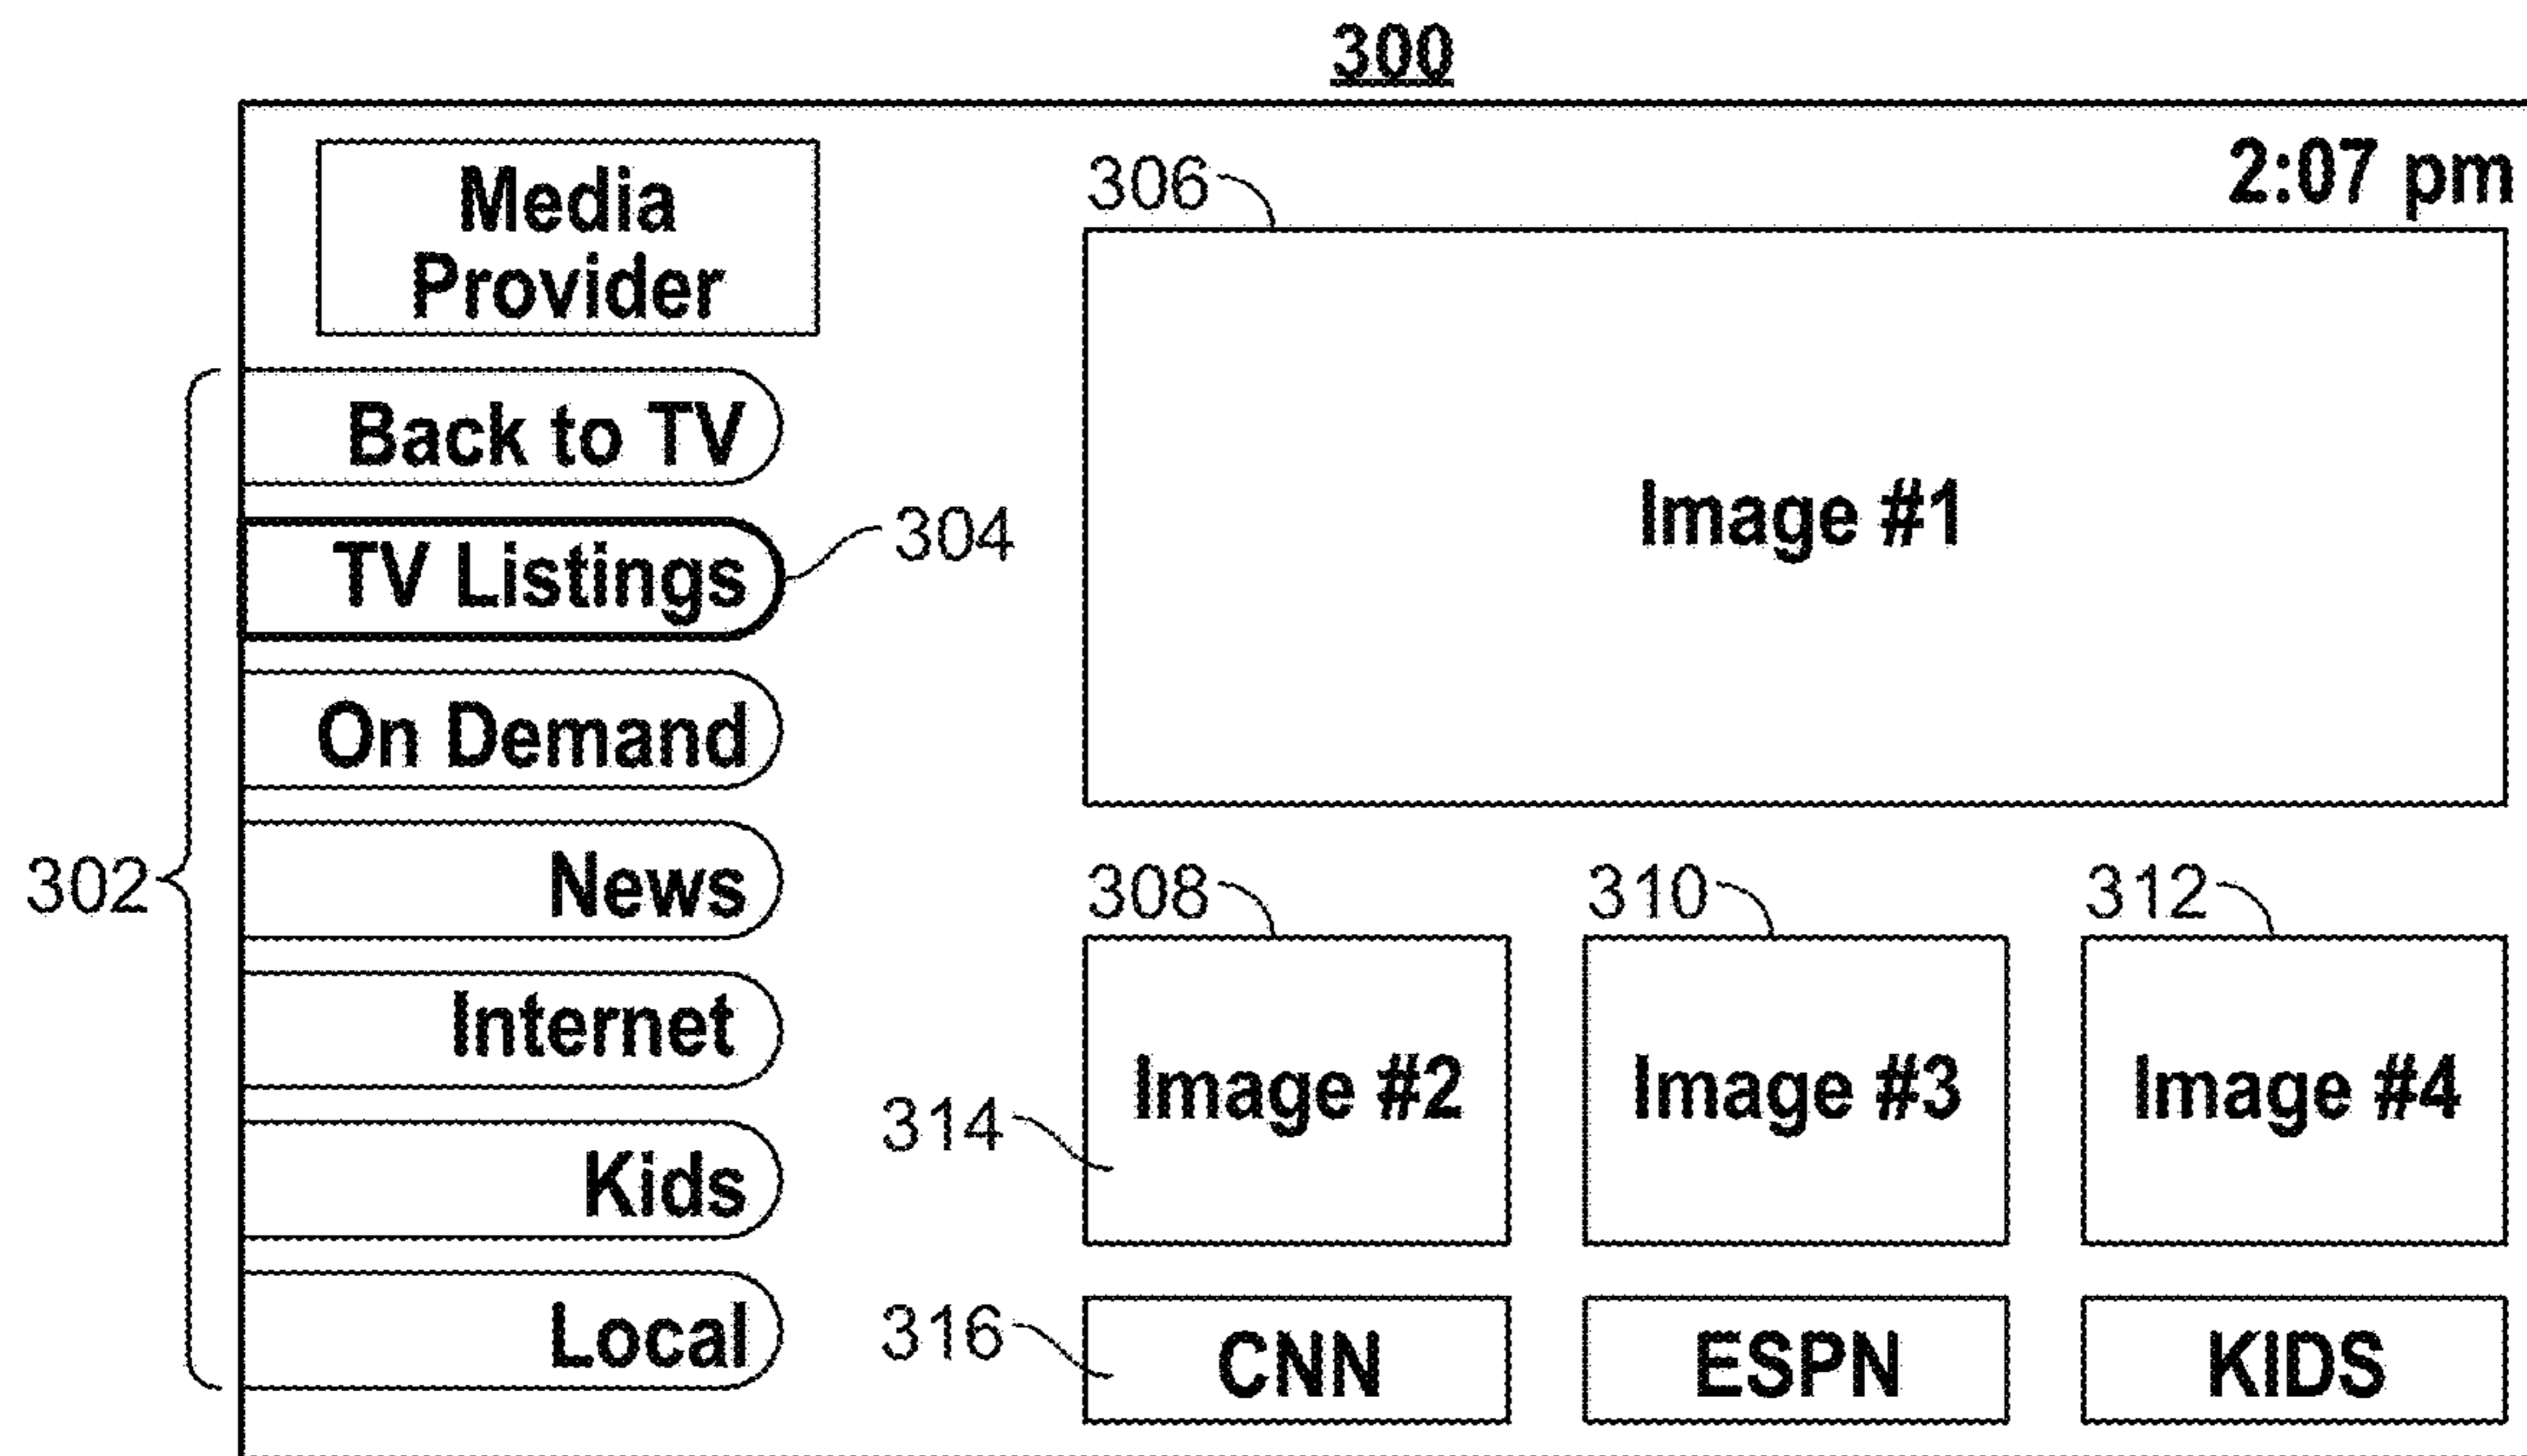 300
Media
Provider
2:07 pm
306
Back to TV
TV Listings
304
Image #1
On Demand
302
News
308
310
312
Internet
Image #2
Image #3
Image #4
314
Kids
Local
316
CNN
ESPN
KIDS